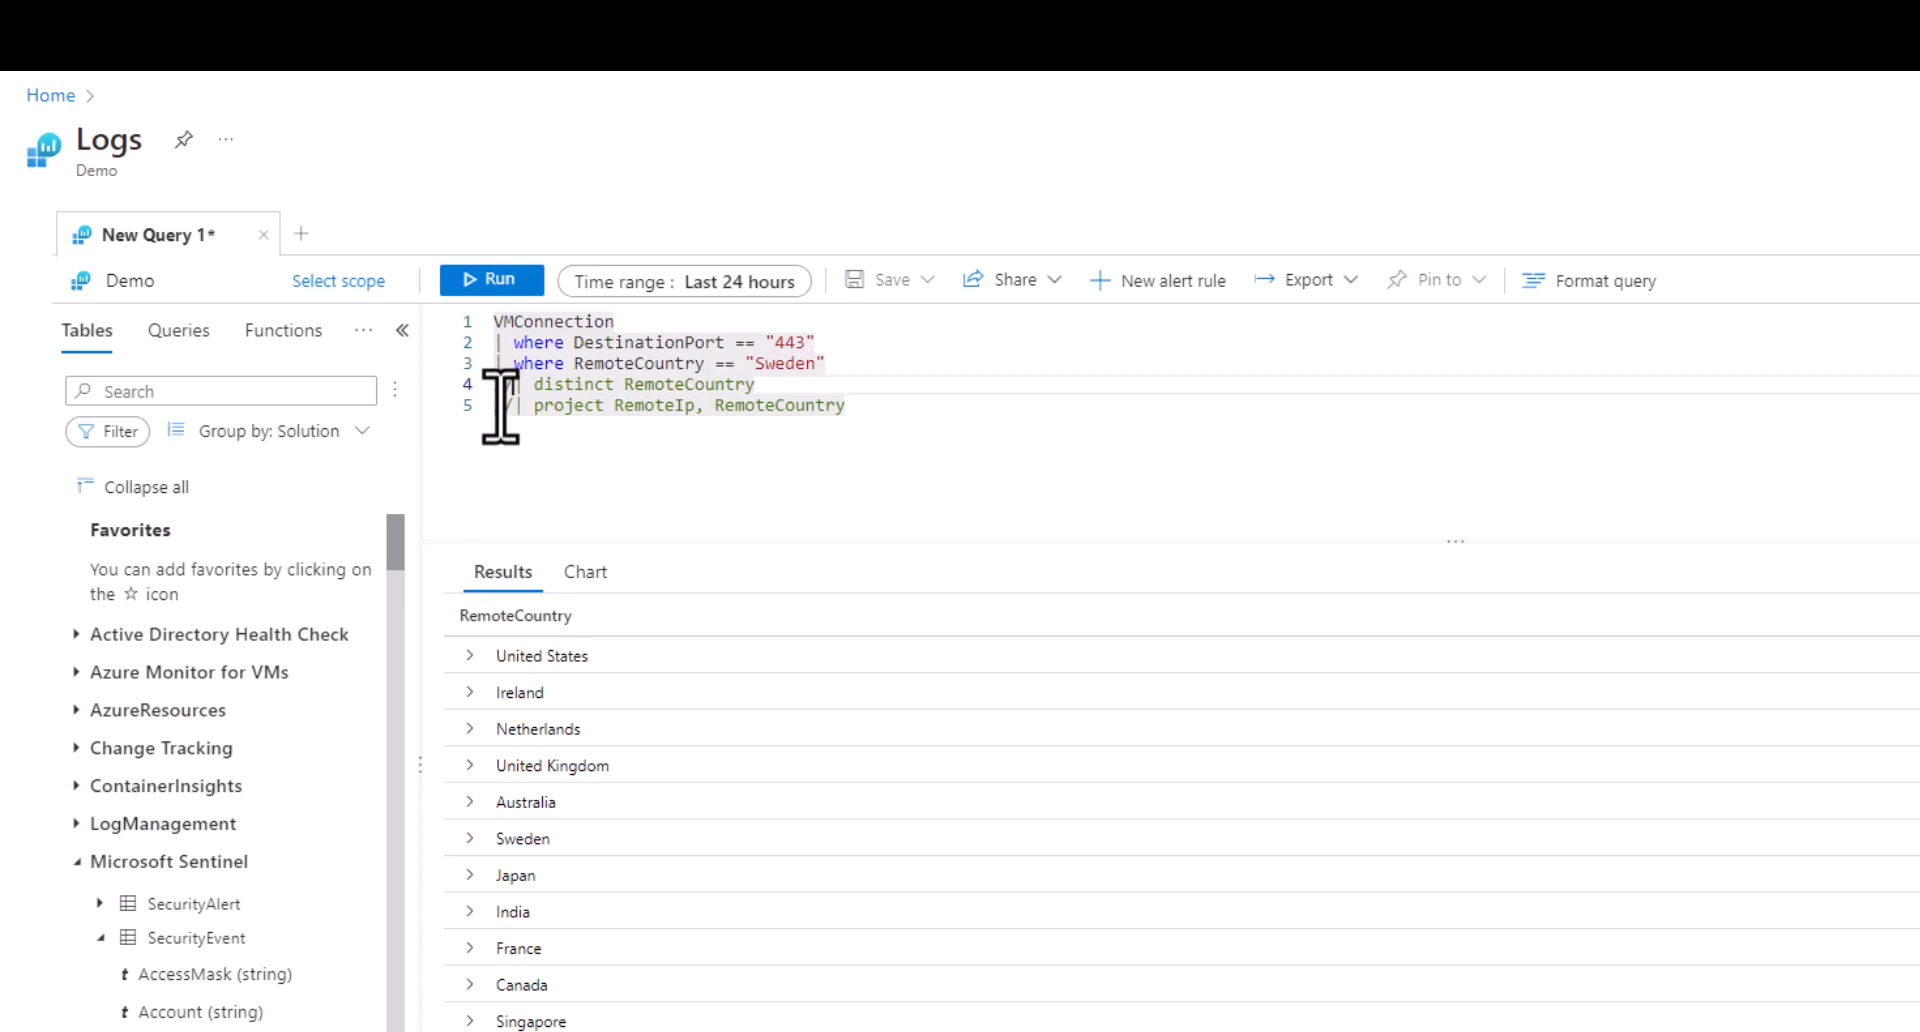 Home
Logs
Demo
New Query 1*
Demo
Select scope
Run
Time range : Last 24 hours
Save
Share
New alert rule
Export
Pin to
Format query
Tables
Queries
Functions
Search
Filter
Group by: Solution
Collapse all
Favorites
You can add favorites by clicking on
the ☆ icon
Active Directory Health Check
Azure Monitor for VMs
AzureResources
Change Tracking
ContainerInsights
LogManagement
Microsoft Sentinel
SecurityAlert
SecurityEvent
t AccessMask (string)
t Account (string)
1 VMConnection
2 | where DestinationPort == "443"
3 | where RemoteCountry == "Sweden"
4 | distinct RemoteCountry
5 /| project RemoteIp, RemoteCountry
Results
Chart
RemoteCountry
United States
Ireland
Netherlands
United Kingdom
Australia
Sweden
Japan
India
France
Canada
Singapore